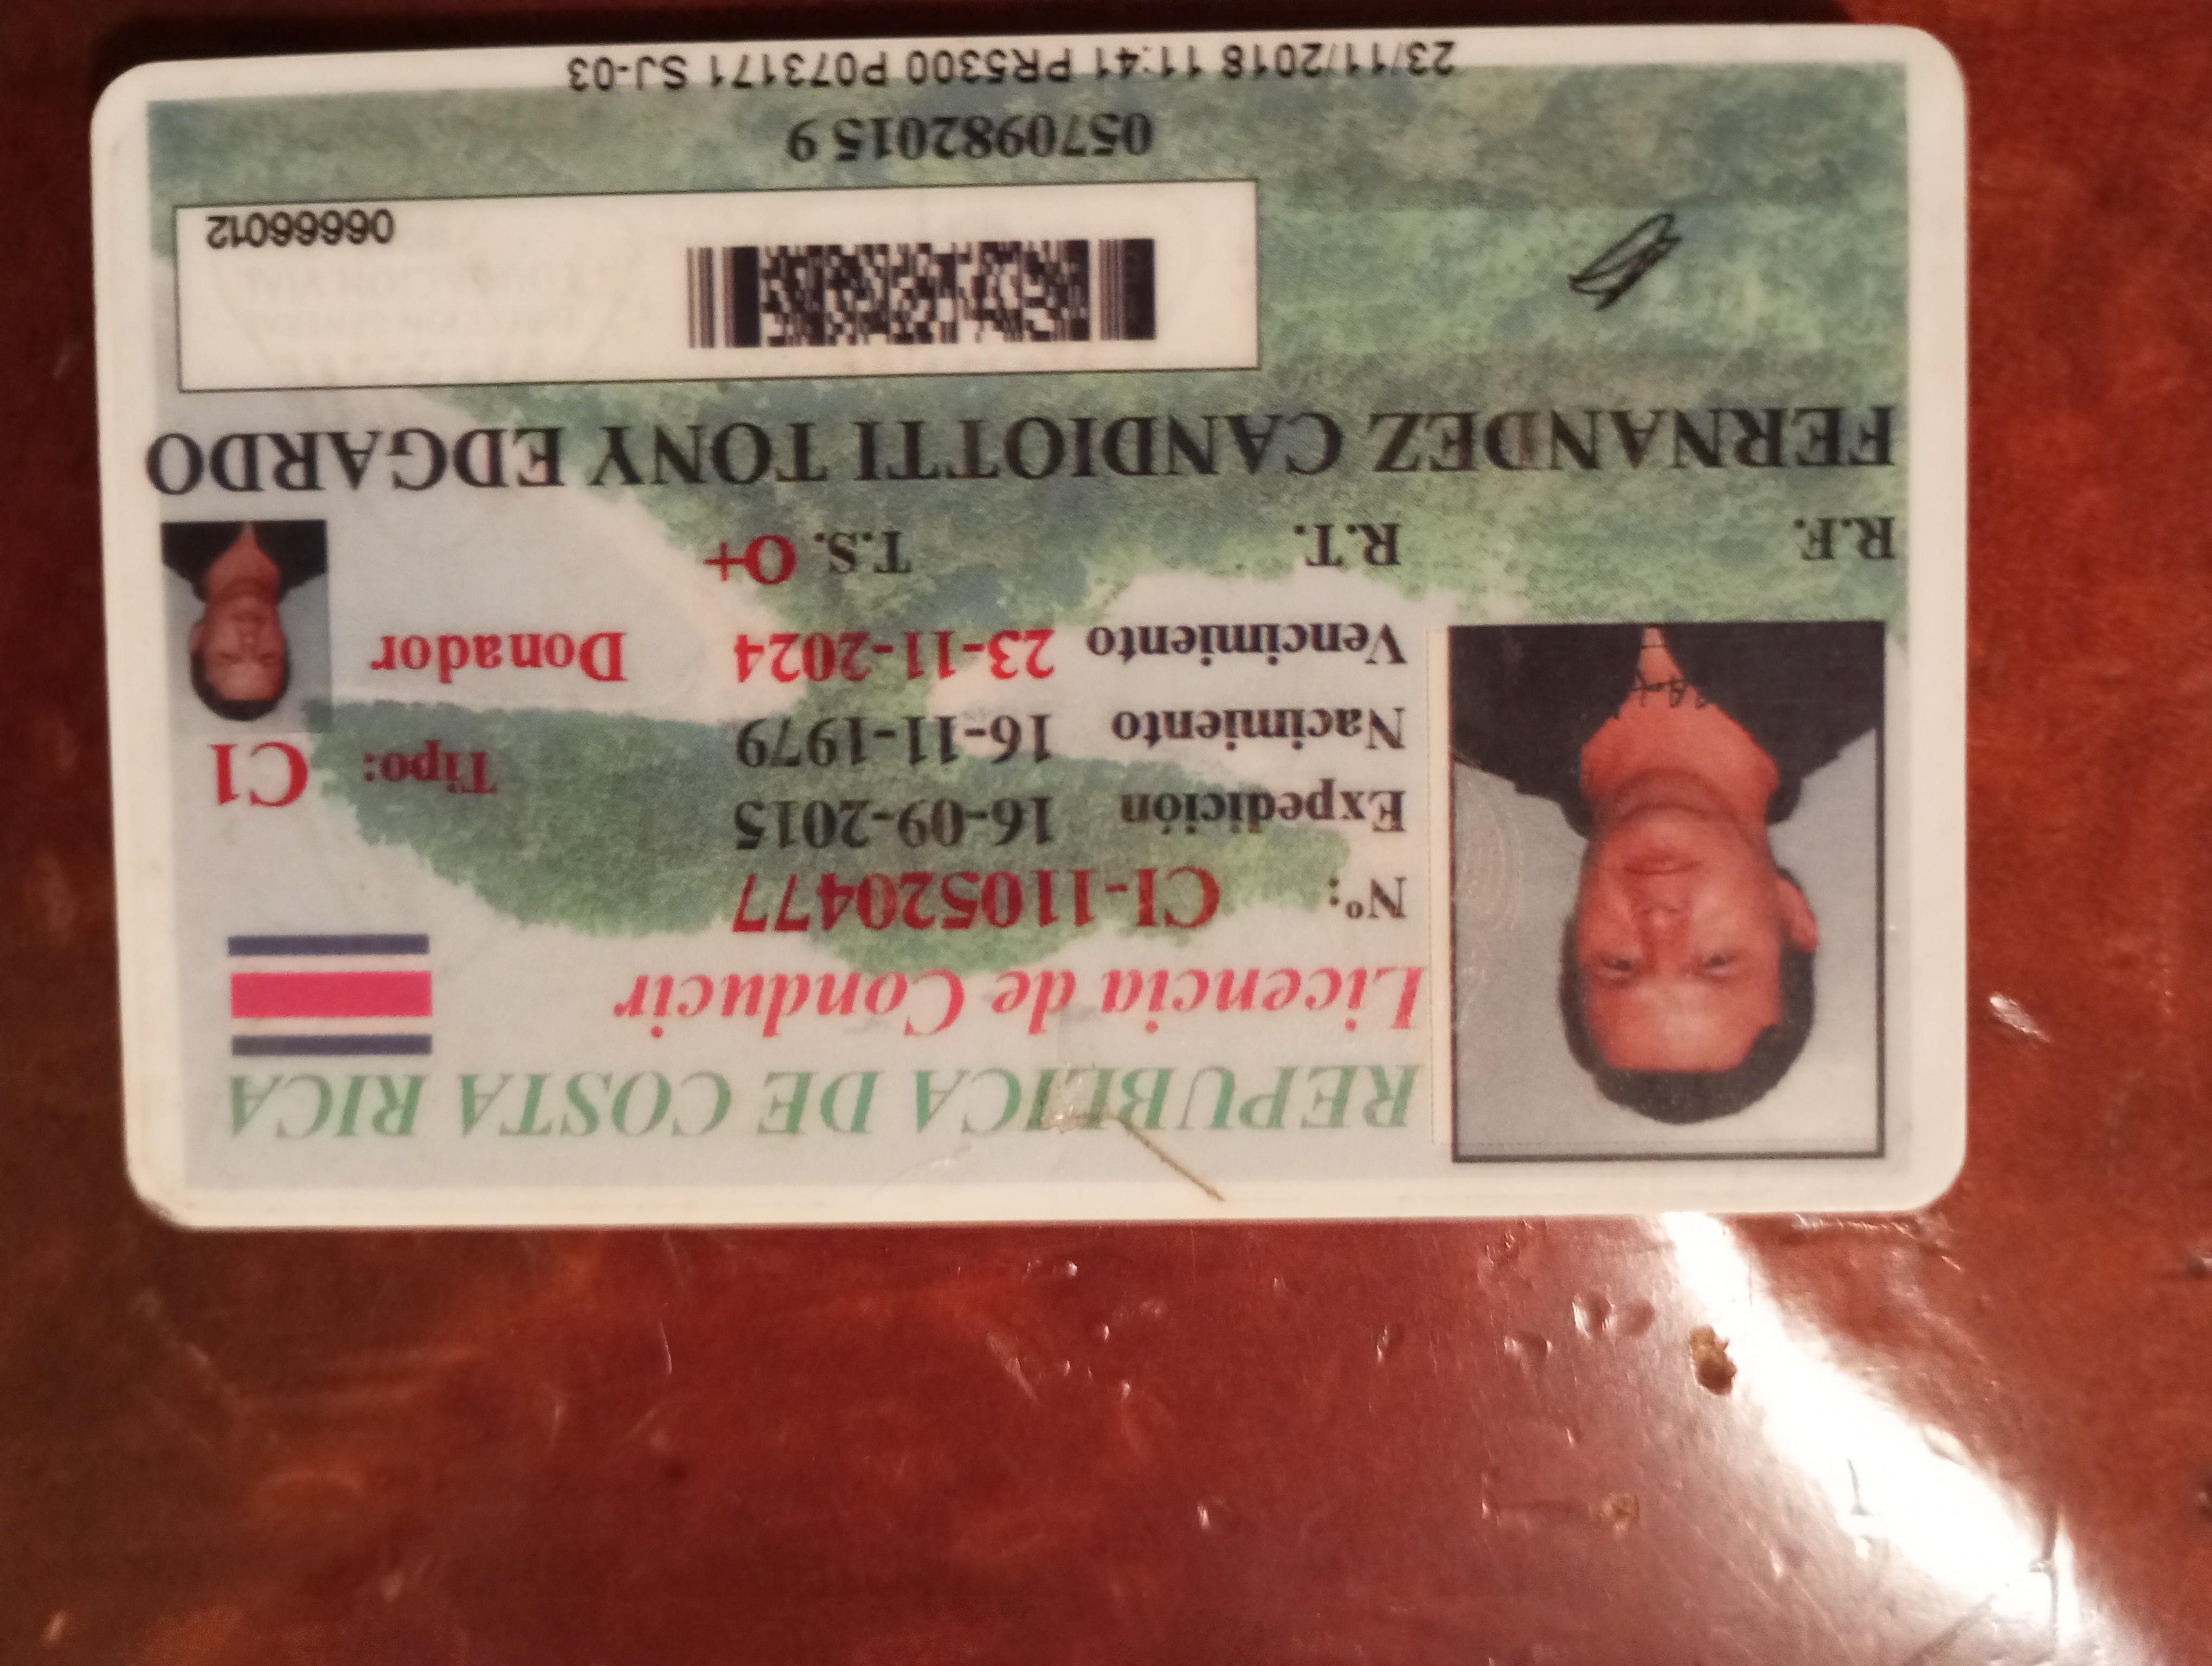 REPUBLICA DE COSTA RICA
Licencia de Conducir
Nº: CI-110520477
Expedición 16-09-2015
Tipo: C1
Nacimiento 16-11-1979
Vencimiento 23-11-2024 Donador
R.F. R.T. T.S. O+
FERNANDEZ CANDIOTTI TONY EDGARDO
06666012
0570982015 9
23/11/2018 11:41 PR5300 P073171 SJ-03